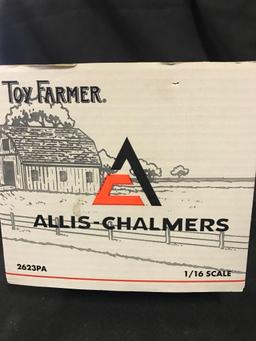 TOY FARMER®
ALLIS-CHALMERS
2623PA 1/16 SCALE